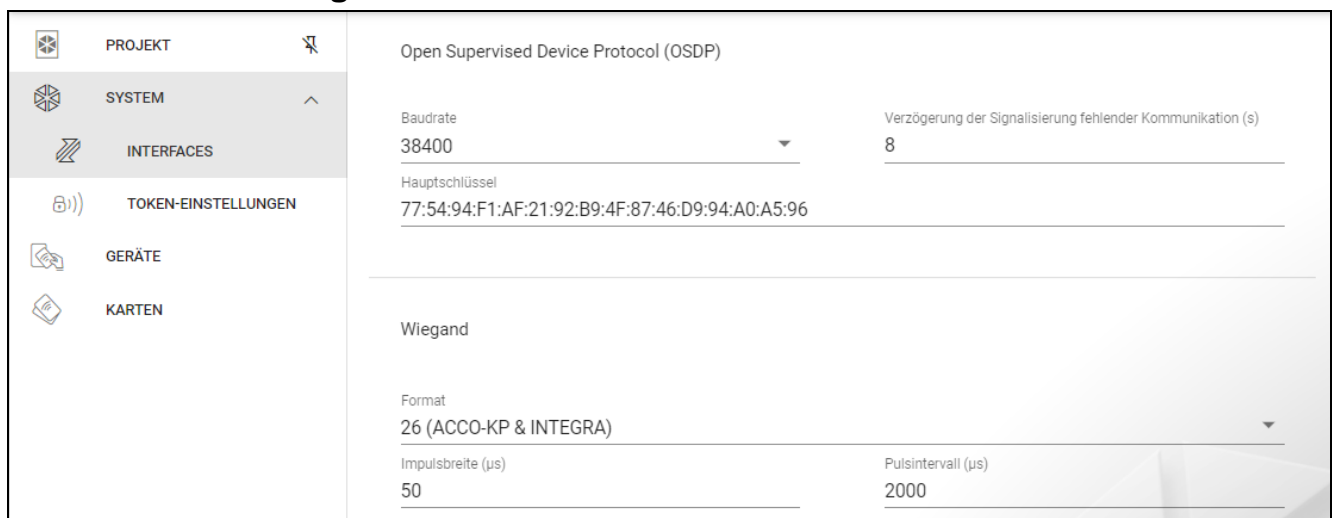 PROJEKT
SYSTEM
INTERFACES
TOKEN-EINSTELLUNGEN
GERÄTE
KARTEN
Open Supervised Device Protocol (OSDP)
Baudrate
38400
Verzögerung der Signalisierung fehlender Kommunikation (s)
8
Hauptschlüssel
77:54:94:F1:AF:21:92:B9:4F:87:46:D9:94:A0:A5:96
Wiegand
Format
26 (ACCO-KP & INTEGRA)
Impulsbreite (µs)
50
Pulsintervall (µs)
2000